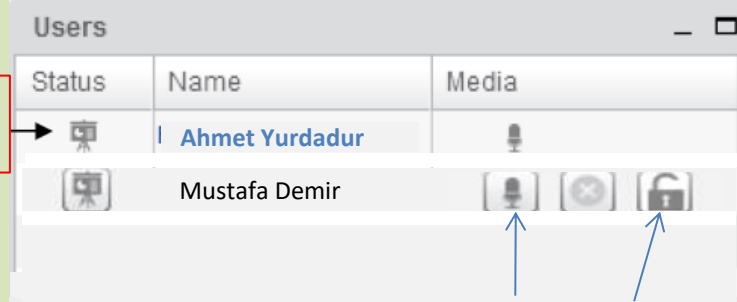 Users
Status Name Media
Ahmet Yurdadur
Mustafa Demir